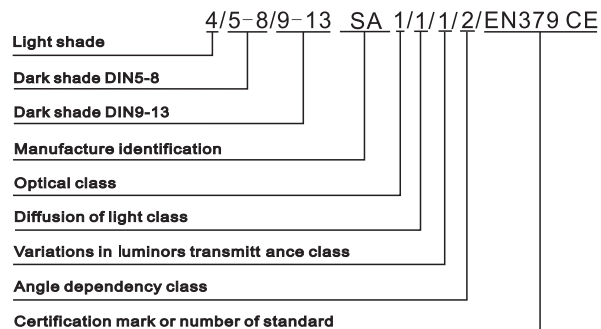 4/5-8/9-13 SA 1/1/1/2/EN379 CE
Light shade
Dark shade DIN5-8
Dark shade DIN9-13
Manufacture identification
Optical class
Diffusion of light class
Variations in luminors transmitt ance class
Angle dependency class
Certification mark or number of standard